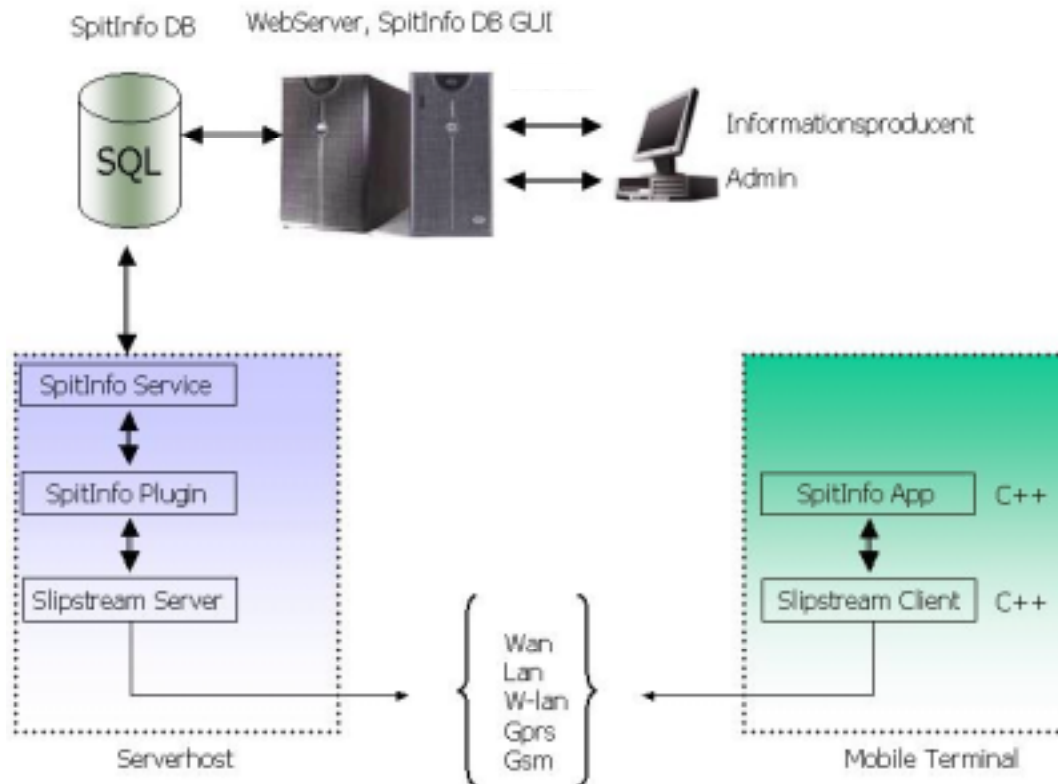 SpitInfo DB
WebServer, SpitInfo DB GUI
SQL
Informationsproducent
Admin
SpitInfo Service
SpitInfo Plugin
Slipstream Server
SpitInfo App
C++
Slipstream Client
C++
Wan
Lan
W-lan
Gprs
Gsm
Serverhost
Mobile Terminal